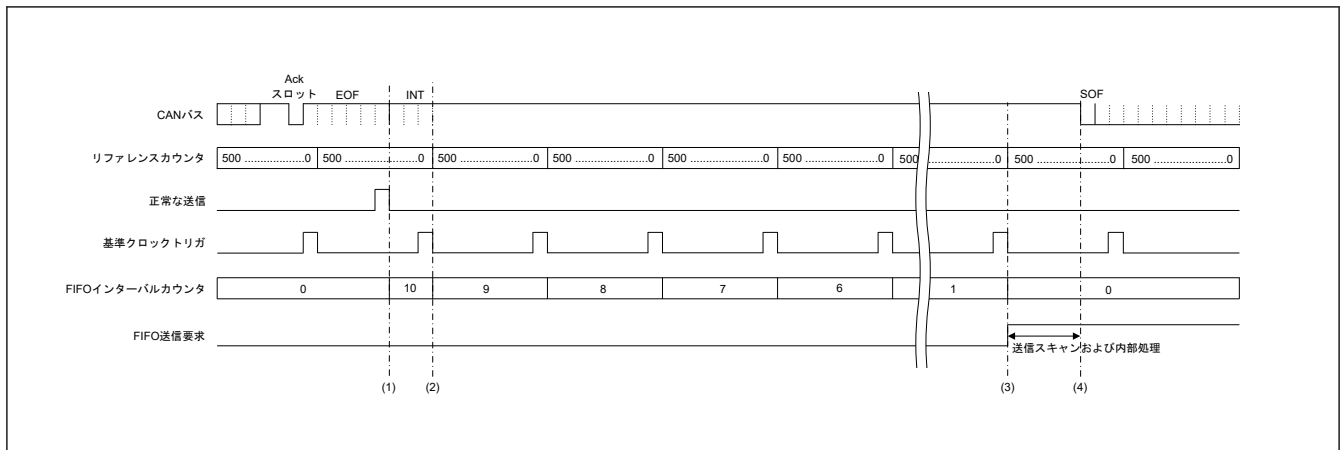 Ack
スロット EOF INT SOF
CANバス
リファレンスカウンタ 500 ..................0 500 ..................0 500 ..................0 500 ..................0 500 ..................0 500 ..................0 500 ..................0 500 ..................0 500 ..................0
正常な送信
基準クロックトリガ
FIFOインターバルカウンタ 0 10 9 8 7 6 1 0
FIFO送信要求
送信スキャンおよび内部処理
(1) (2) (3) (4)